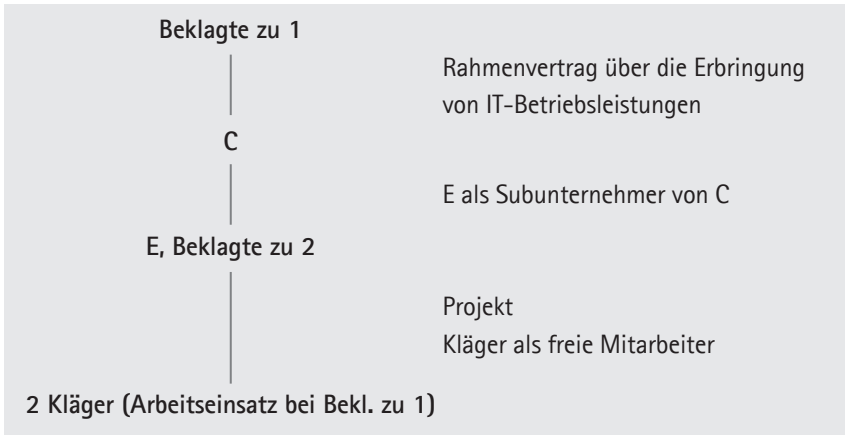 Beklagte zu 1
Rahmenvertrag über die Erbringung
von IT-Betriebsleistungen
C
E als Subunternehmer von C
E, Beklagte zu 2
Projekt
Kläger als freie Mitarbeiter
2 Kläger (Arbeitseinsatz bei Bekl. zu 1)